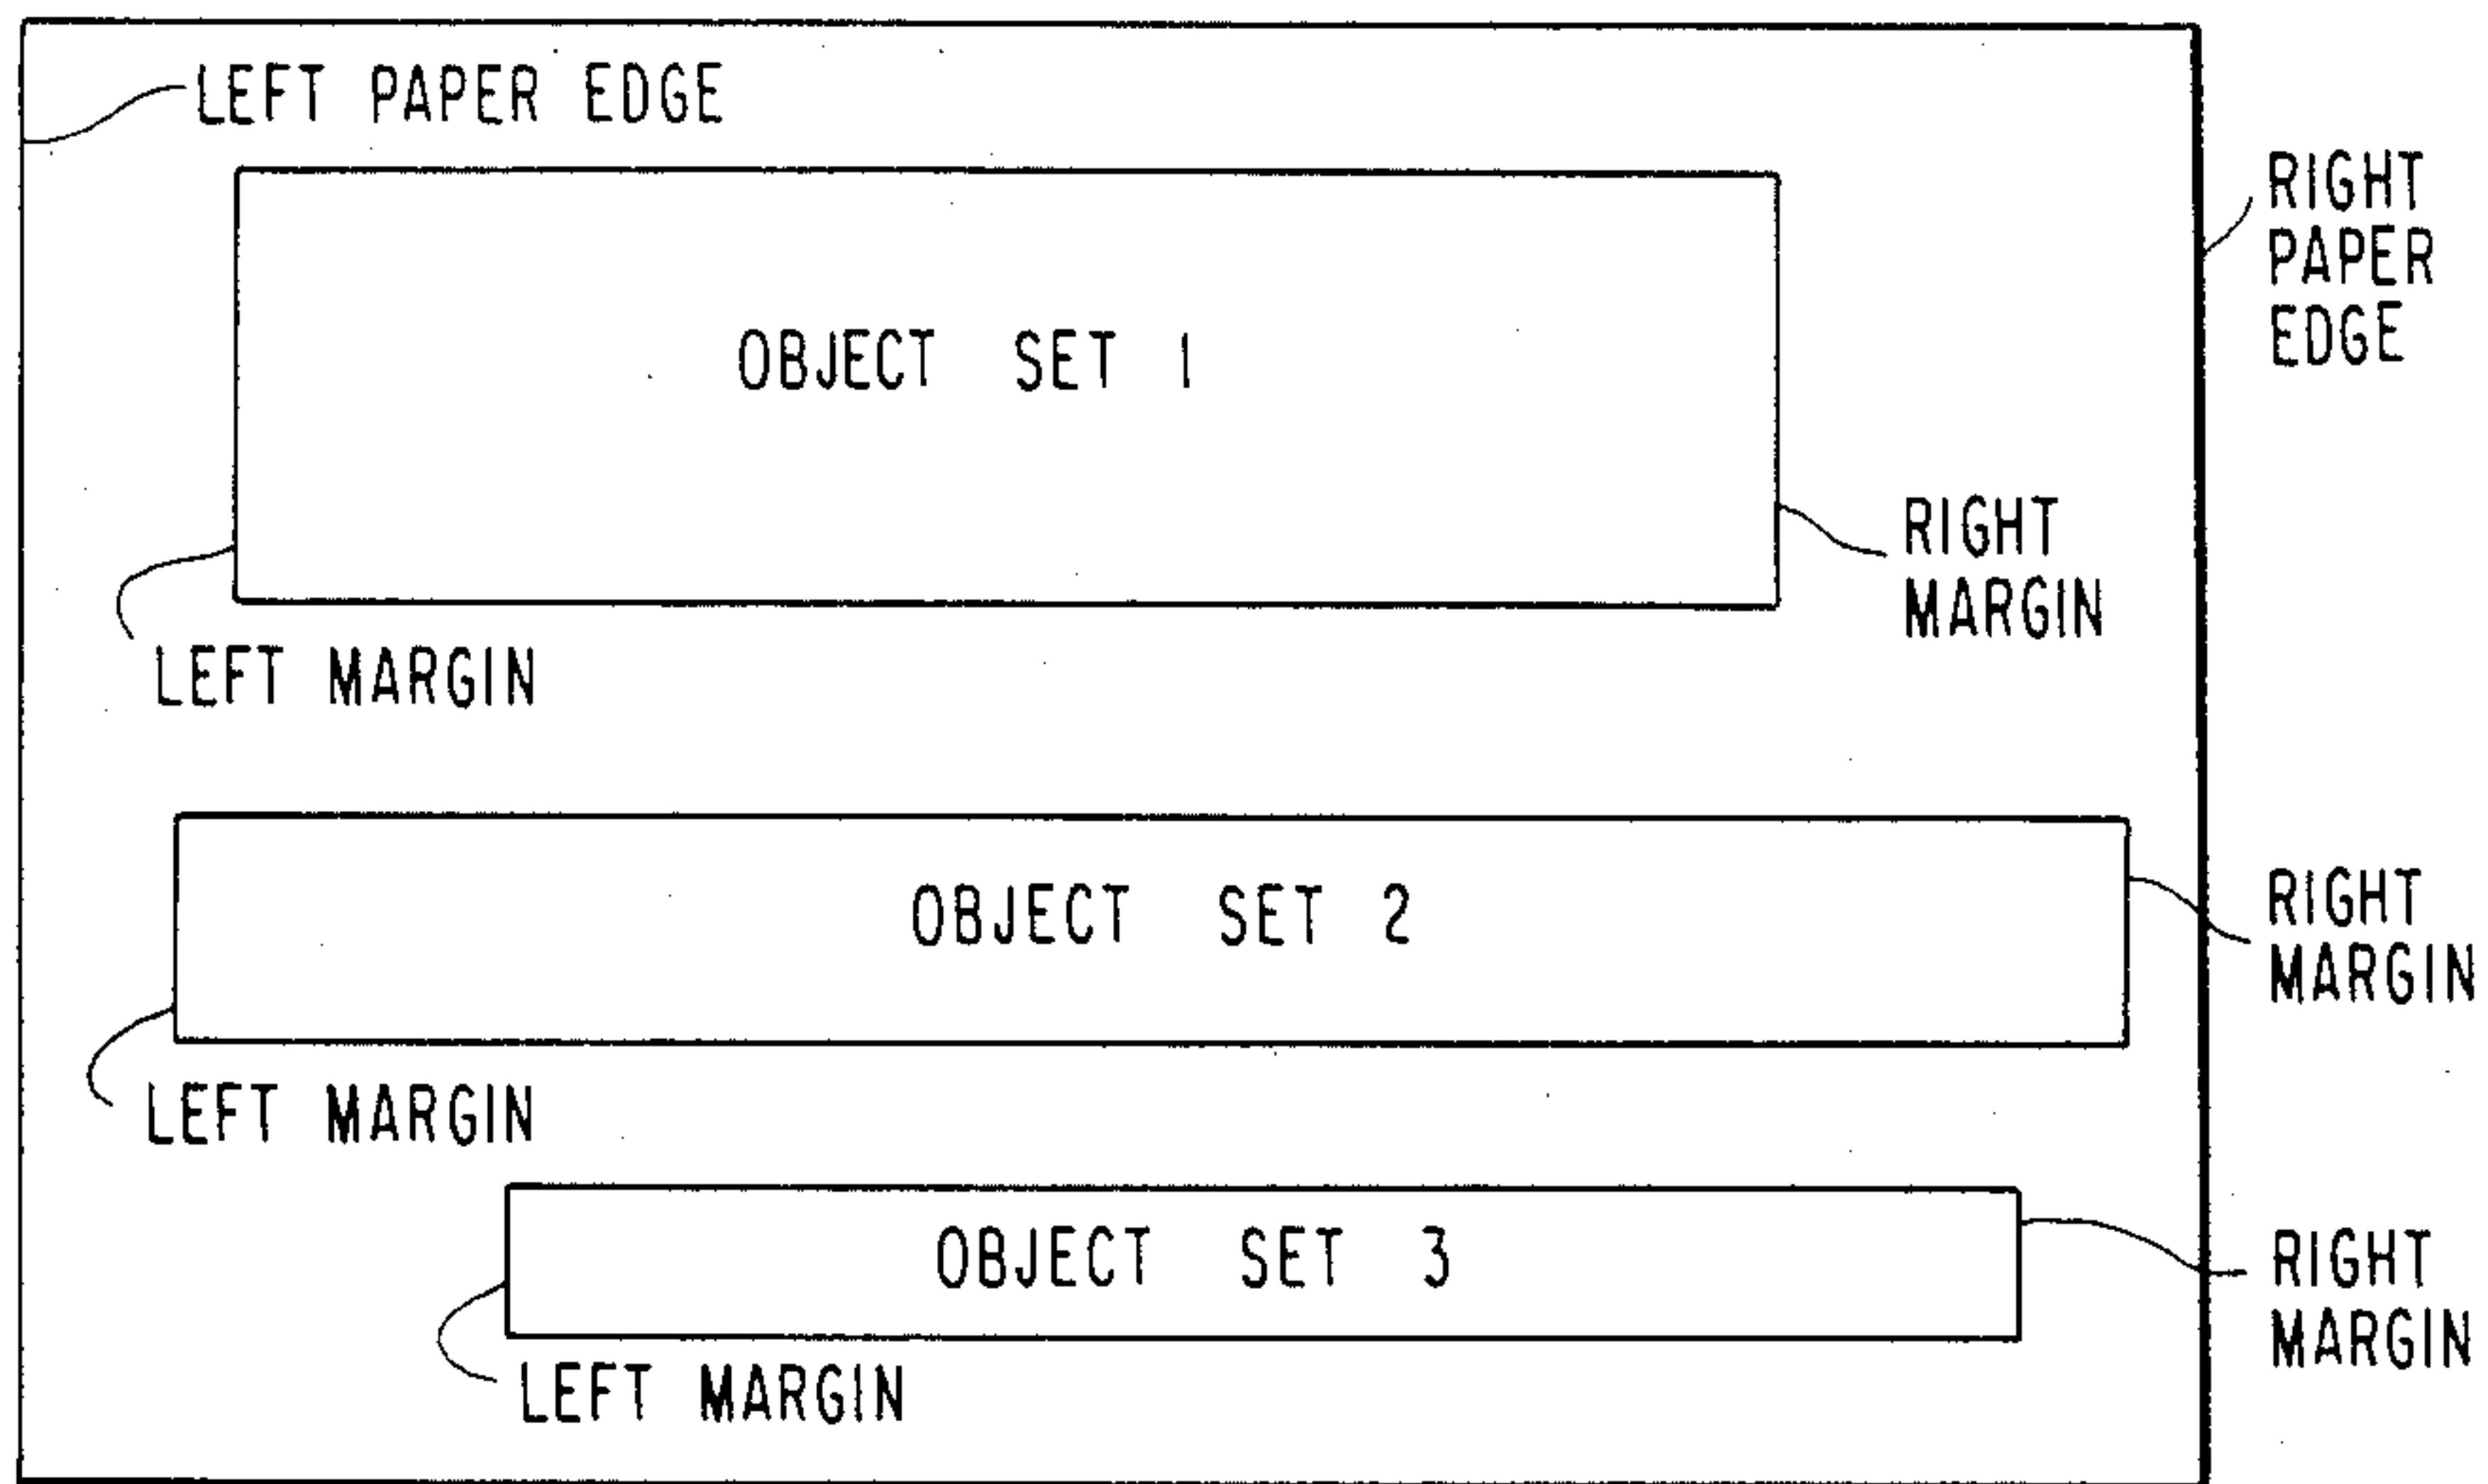 LEFT PAPER EDGE
RIGHT
PAPER
EDGE
OBJECT SET 1
RIGHT
MARGIN
LEFT MARGIN
OBJECT SET 2
RIGHT
MARGIN
LEFT MARGIN
OBJECT SET 3
RIGHT
MARGIN
LEFT MARGIN